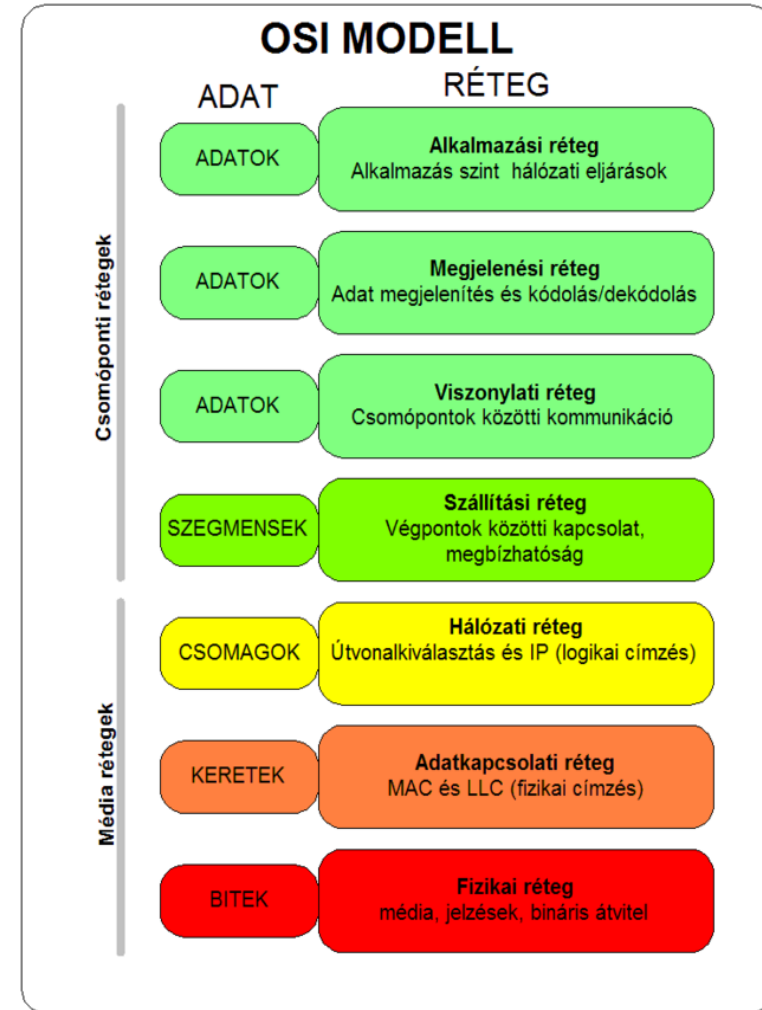 OSI MODELL
ADAT
RÉTEG
Csomóponti rétegek
ADATOK
Alkalmazási réteg
Alkalmazás szint hálózati eljárások
ADATOK
Megjelenési réteg
Adat megjelenítés és kódolás/dekódolás
ADATOK
Viszonylati réteg
Csomópontok közötti kommunikáció
SZEGMENSEK
Szállítási réteg
Végpontok közötti kapcsolat,
megbízhatóság
Média rétegek
CSOMAGOK
Hálózati réteg
Útvonalkiválasztás és IP (logikai címzés)
KERETEK
Adatkapcsolati réteg
MAC és LLC (fizikai címzés)
BITEK
Fizikai réteg
média, jelzések, bináris átvitel